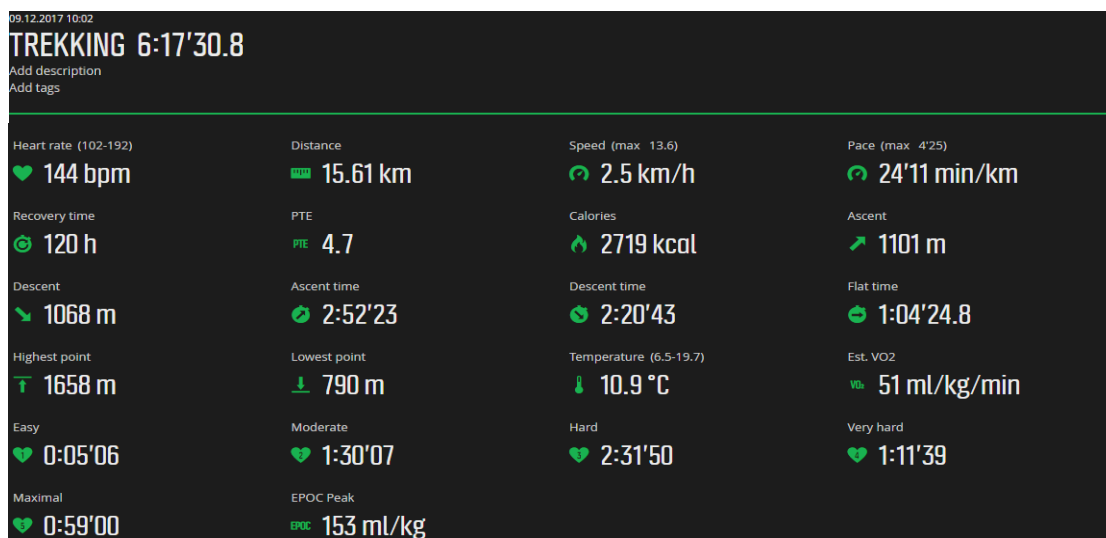 09.12.2017 10:02
TREKKING 6:17'30.8
Add description
Add tags
Heart rate (102-192) Distance Speed (max 13.6) Pace (max 4'25)
144 bpm 15.61 km 2.5 km/h 24'11 min/km
Recovery time PTE Calories Ascent
120 h PTE 4.7 2719 kcal 1101 m
Descent Ascent time Descent time Flat time
1068 m 2:52'23 2:20'43 1:04'24.8
Highest point Lowest point Temperature (6.5-19.7) Est. VO2
1658 m 790 m 10.9 °C VO₂ 51 ml/kg/min
Easy Moderate Hard Very hard
1 0:05'06 2 1:30'07 3 2:31'50 4 1:11'39
Maximal EPOC Peak
5 0:59'00 EPOC 153 ml/kg